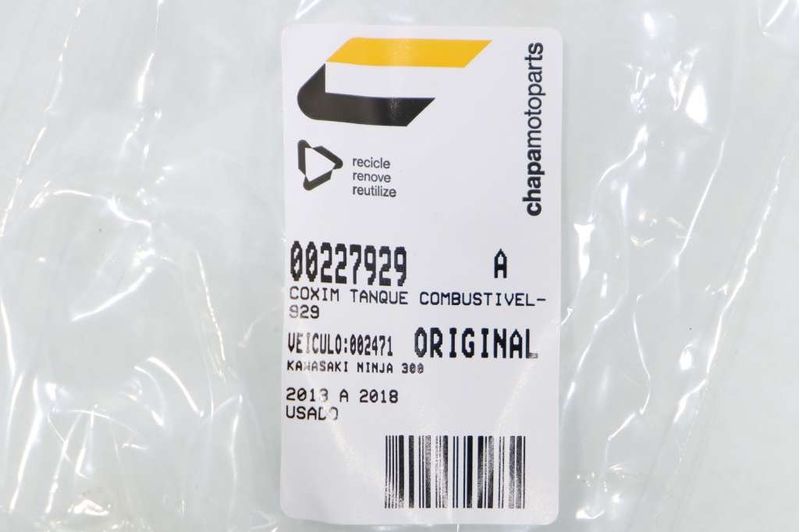 chapamotoparts
recicle
renove
reutilize
00227929 A
COXIM TANQUE COMBUSTIVEL-
929
VEICULO:002471 ORIGINAL
KAWASAKI NINJA 300
2013 A 2018
USADO